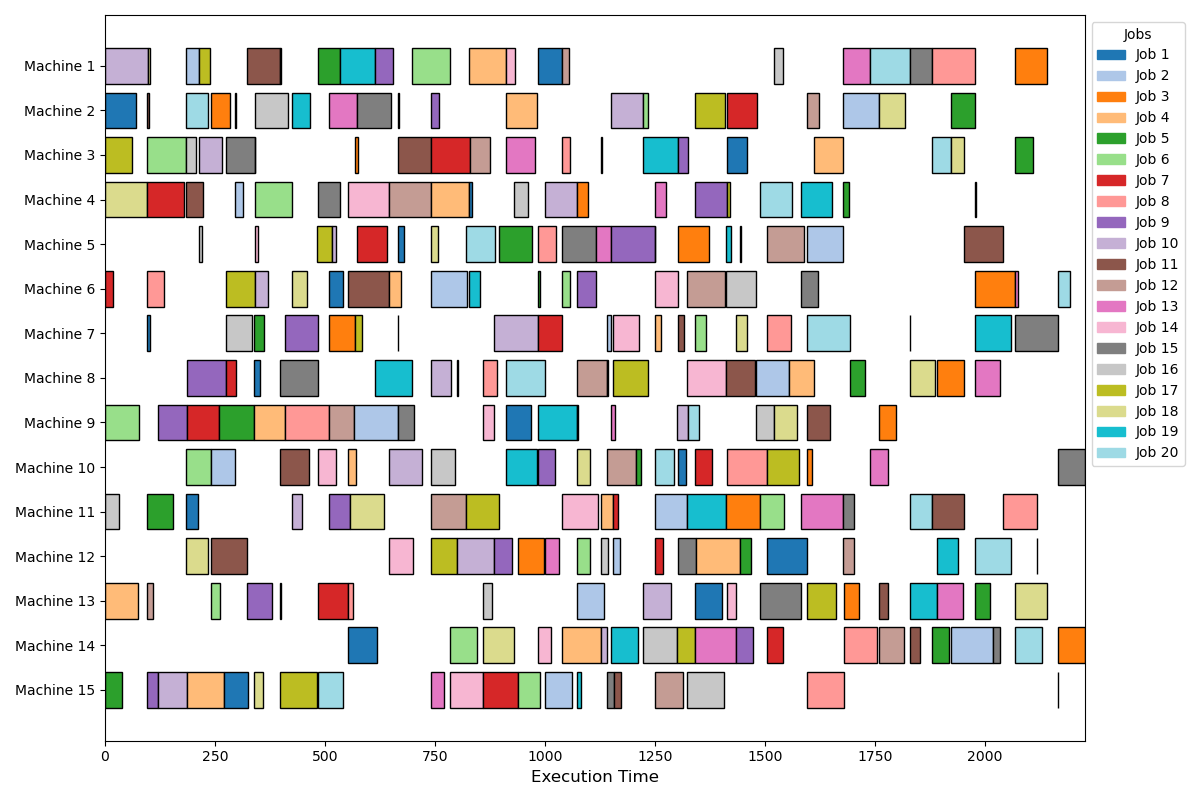 Machine 1
Machine 2
Machine 3
Machine 4
Machine 5
Machine 6
Machine 7
Machine 8
Machine 9
Machine 10
Machine 11
Machine 12
Machine 13
Machine 14
Machine 15
0 250 500 750 1000 1250 1500 1750 2000
Execution Time
Jobs
Job 1
Job 2
Job 3
Job 4
Job 5
Job 6
Job 7
Job 8
Job 9
Job 10
Job 11
Job 12
Job 13
Job 14
Job 15
Job 16
Job 17
Job 18
Job 19
Job 20